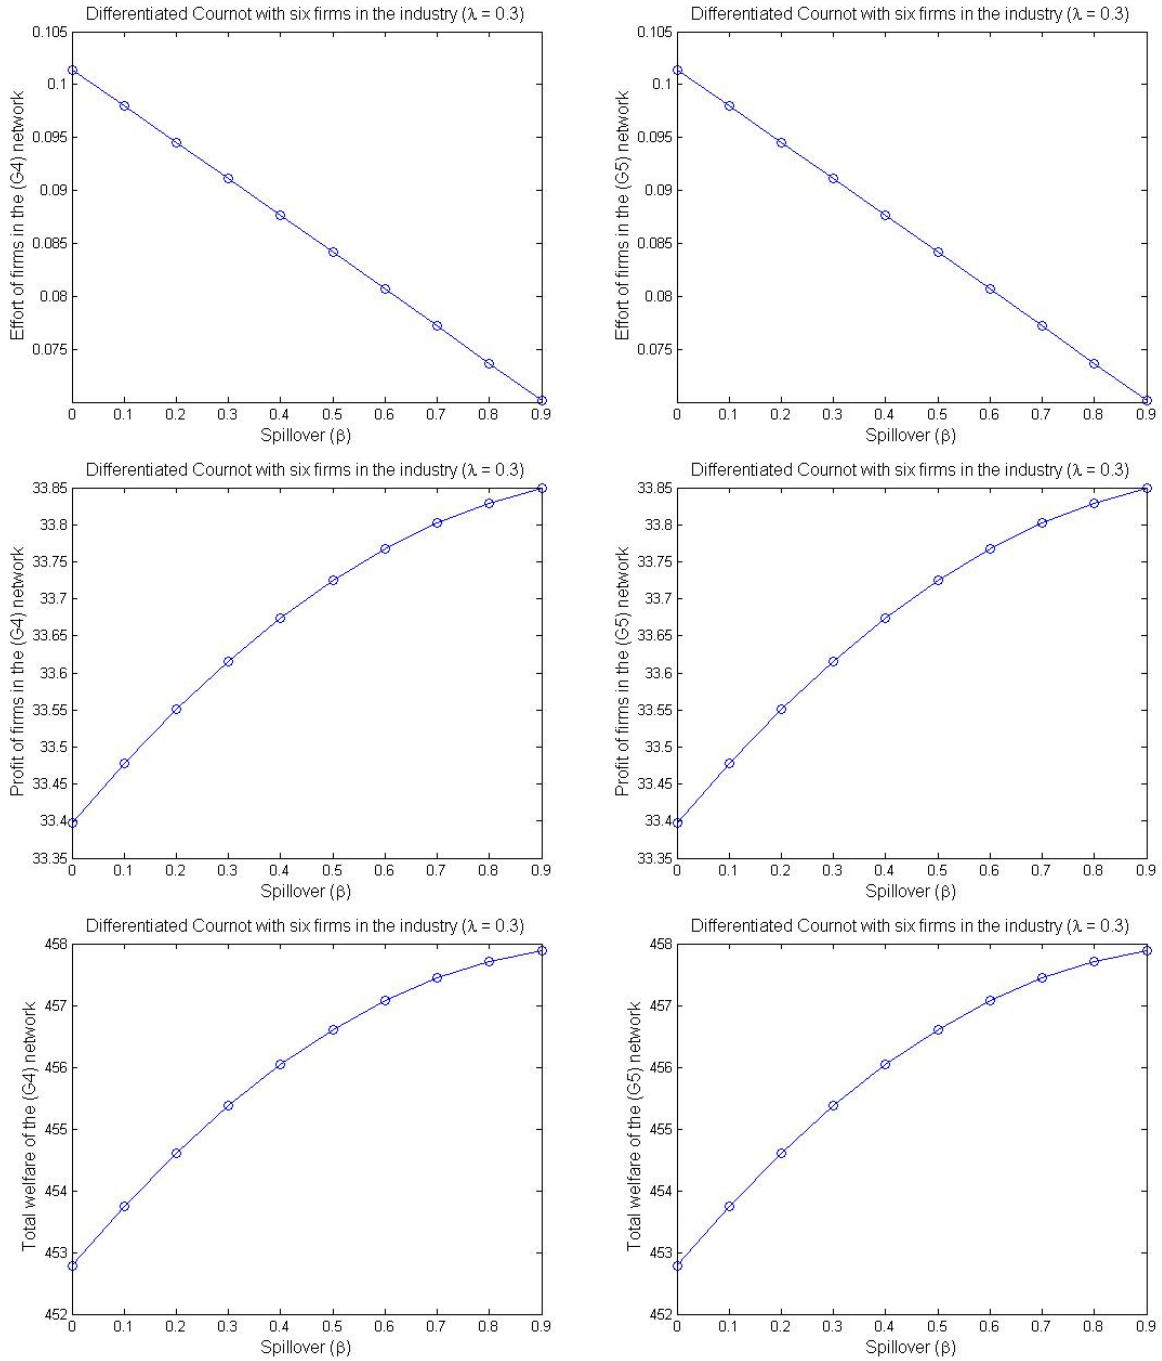 Differentiated Cournot with six firms in the industry (λ = 0.3)
Effort of firms in the (G4) network
0.105
0.1
0.095
0.09
0.085
0.08
0.075
0 0.1 0.2 0.3 0.4 0.5 0.6 0.7 0.8 0.9
Spillover (β)
Differentiated Cournot with six firms in the industry (λ = 0.3)
Effort of firms in the (G5) network
0.105
0.1
0.095
0.09
0.085
0.08
0.075
0 0.1 0.2 0.3 0.4 0.5 0.6 0.7 0.8 0.9
Spillover (β)
Differentiated Cournot with six firms in the industry (λ = 0.3)
Profit of firms in the (G4) network
33.85
33.8
33.75
33.7
33.65
33.6
33.55
33.5
33.45
33.4
33.35
0 0.1 0.2 0.3 0.4 0.5 0.6 0.7 0.8 0.9
Spillover (β)
Differentiated Cournot with six firms in the industry (λ = 0.3)
Profit of firms in the (G5) network
33.85
33.8
33.75
33.7
33.65
33.6
33.55
33.5
33.45
33.4
33.35
0 0.1 0.2 0.3 0.4 0.5 0.6 0.7 0.8 0.9
Spillover (β)
Differentiated Cournot with six firms in the industry (λ = 0.3)
Total welfare of the (G4) network
458
457
456
455
454
453
452
0 0.1 0.2 0.3 0.4 0.5 0.6 0.7 0.8 0.9
Spillover (β)
Differentiated Cournot with six firms in the industry (λ = 0.3)
Total welfare of the (G5) network
458
457
456
455
454
453
452
0 0.1 0.2 0.3 0.4 0.5 0.6 0.7 0.8 0.9
Spillover (β)